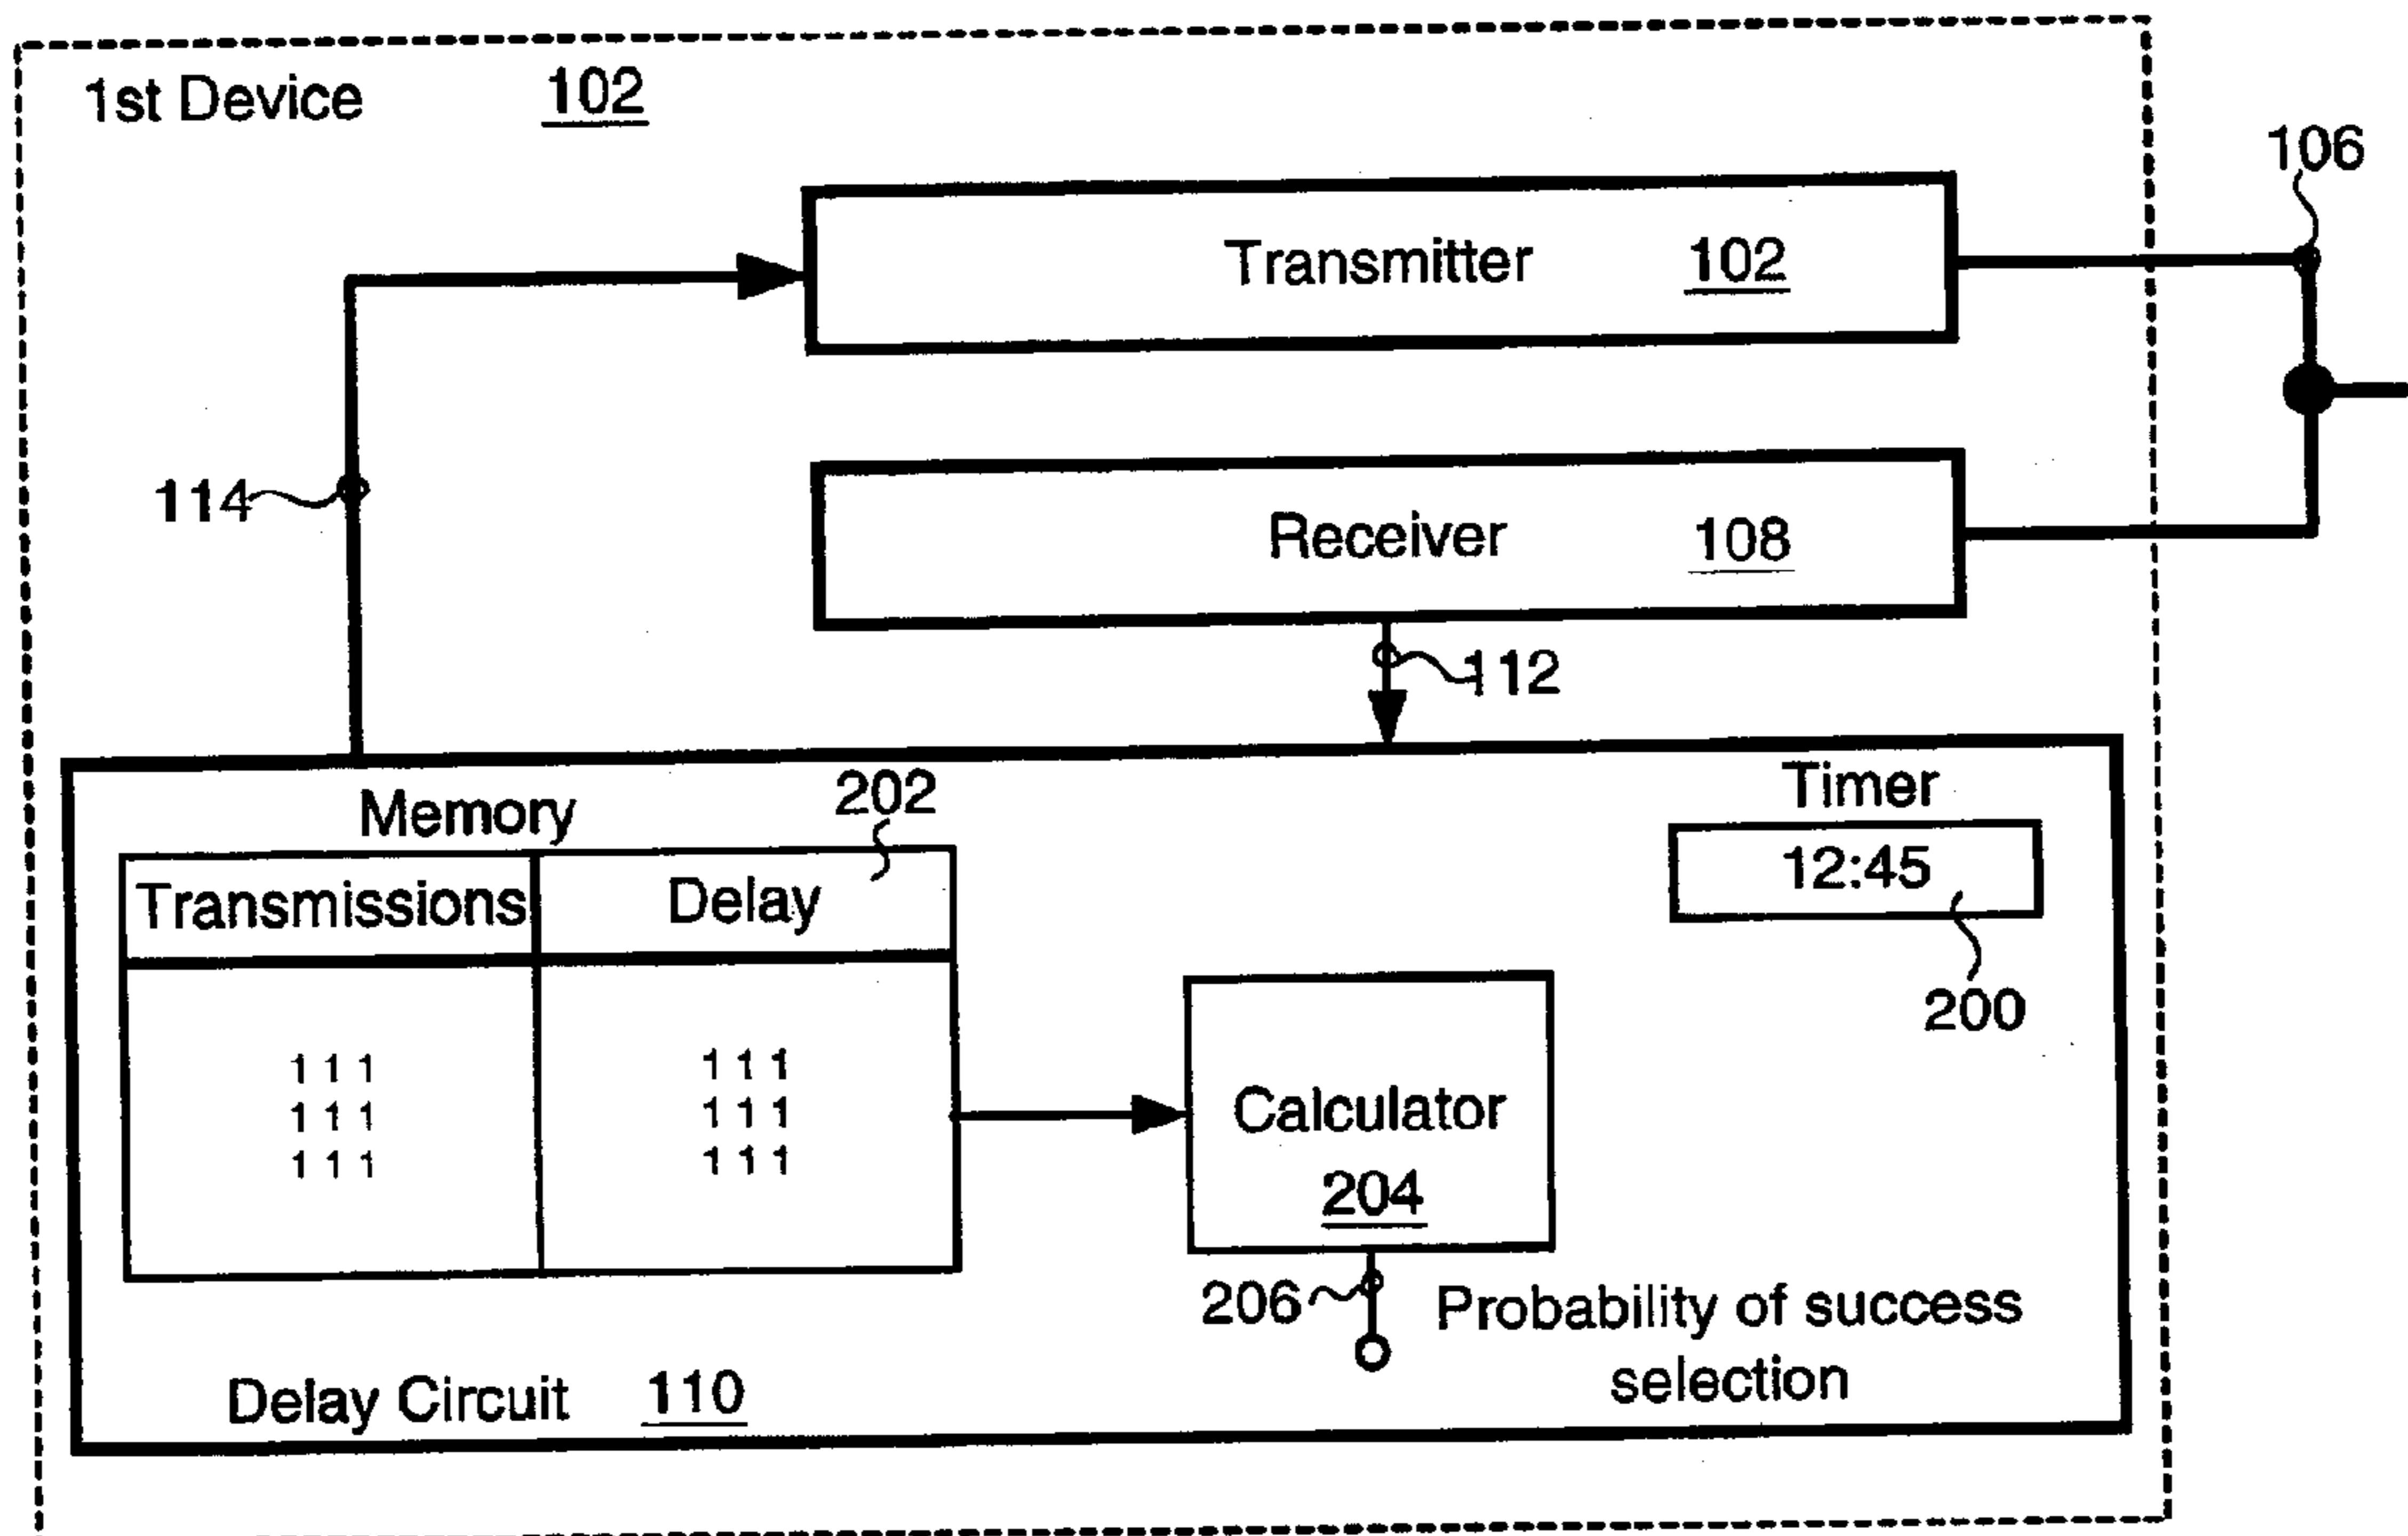 1st Device 102
106
Transmitter 102
114
Receiver 108
112
Memory
202
Timer
Transmissions Delay
12:45
200
1 1 1 1 1 1
1 1 1 1 1 1
1 1 1 1 1 1
Calculator
204
206
Probability of success
selection
Delay Circuit 110